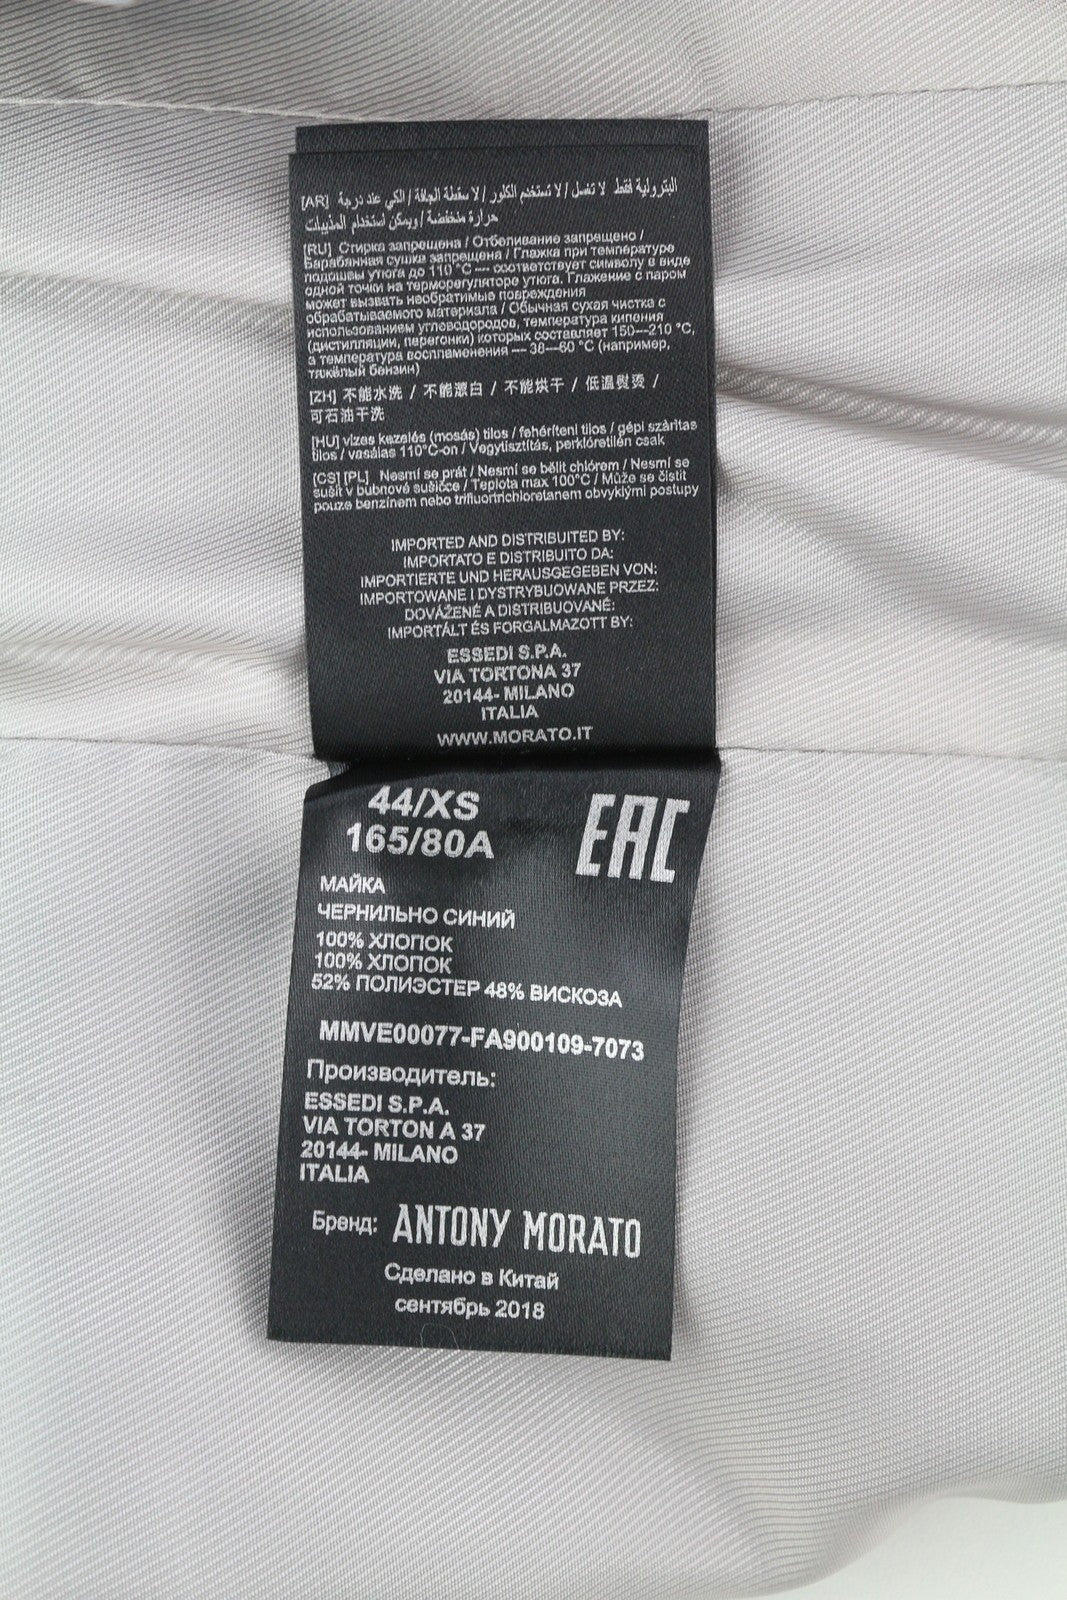 [AR] البترولية فقط لا تغسل / لا تستخدم الكلور / لا سقطة الجافة / الكي عند درجة
حرارة منخفضة / ويمكن استخدام المذيبات
[RU] Стирка запрещена / Отбеливание запрещено /
Барабанная сушка запрещена / Глажка при температуре
подошвы утюга до 110 °C — соответствует символу в виде
одной точки на терморегуляторе утюга. Глажение с паром
может вызвать необратимые повреждения
обрабатываемого материала / Обычная сухая чистка с
использованием углеводородов, температура кипения
(дистилляции, перегонки) которых составляет 150—210 °C,
а температура воспламенения — 38—60 °C (например,
тяжёлый бензин)
[ZH] 不能水洗 / 不能漂白 / 不能烘干 / 低温熨烫 /
可石油干洗
[HU] vizes kezelés (mosás) tilos / fehéríteni tilos / gépi szárítas
tilos / vasálas 110°C-on / Vegytisztítás, perklóretilén csak
[CS] [PL] Nesmí se prát / Nesmí se bělit chlórem / Nesmí se
sušit v bubnové sušičce / Teplota max 100°C / Může se čistit
pouze benzínem nebo trifluortrichloretanem obvyklými postupy
IMPORTED AND DISTRIBUTED BY:
IMPORTATO E DISTRIBUITO DA:
IMPORTIERTE UND HERAUSGEGEBEN VON:
IMPORTOWANE I DYSTRYBUOWANE PRZEZ:
DOVÁŽENÉ A DISTRIBUOVANÉ:
IMPORTÁLT ÉS FORGALMAZOTT BY:
ESSEDI S.P.A.
VIA TORTONA 37
20144- MILANO
ITALIA
WWW.MORATO.IT
44/XS
165/80A
EAC
МАЙКА
ЧЕРНИЛЬНО СИНИЙ
100% ХЛОПОК
100% ХЛОПОК
52% ПОЛИЭСТЕР 48% ВИСКОЗА
MMVE00077-FA900109-7073
Производитель:
ESSEDI S.P.A.
VIA TORTON A 37
20144- MILANO
ITALIA
Бренд: ANTONY MORATO
Сделано в Китай
сентябрь 2018